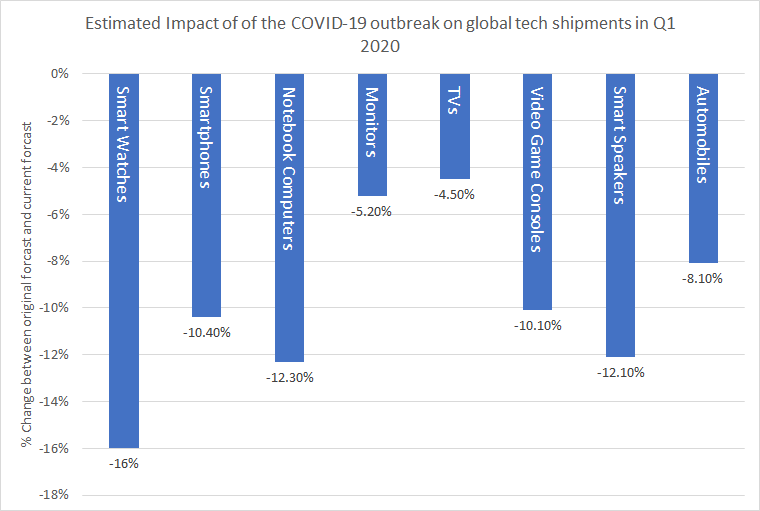 Estimated Impact of of the COVID-19 outbreak on global tech shipments in Q1
2020
% Change between original forcast and current forcast
0%
-2%
-4%
-6%
-8%
-10%
-12%
-14%
-16%
-18%
Smart Watches
Smartphones
Notebook Computers
Monitors
TVs
Video Game Consoles
Smart Speakers
Automobiles
-16%
-10.40%
-12.30%
-5.20%
-4.50%
-10.10%
-12.10%
-8.10%